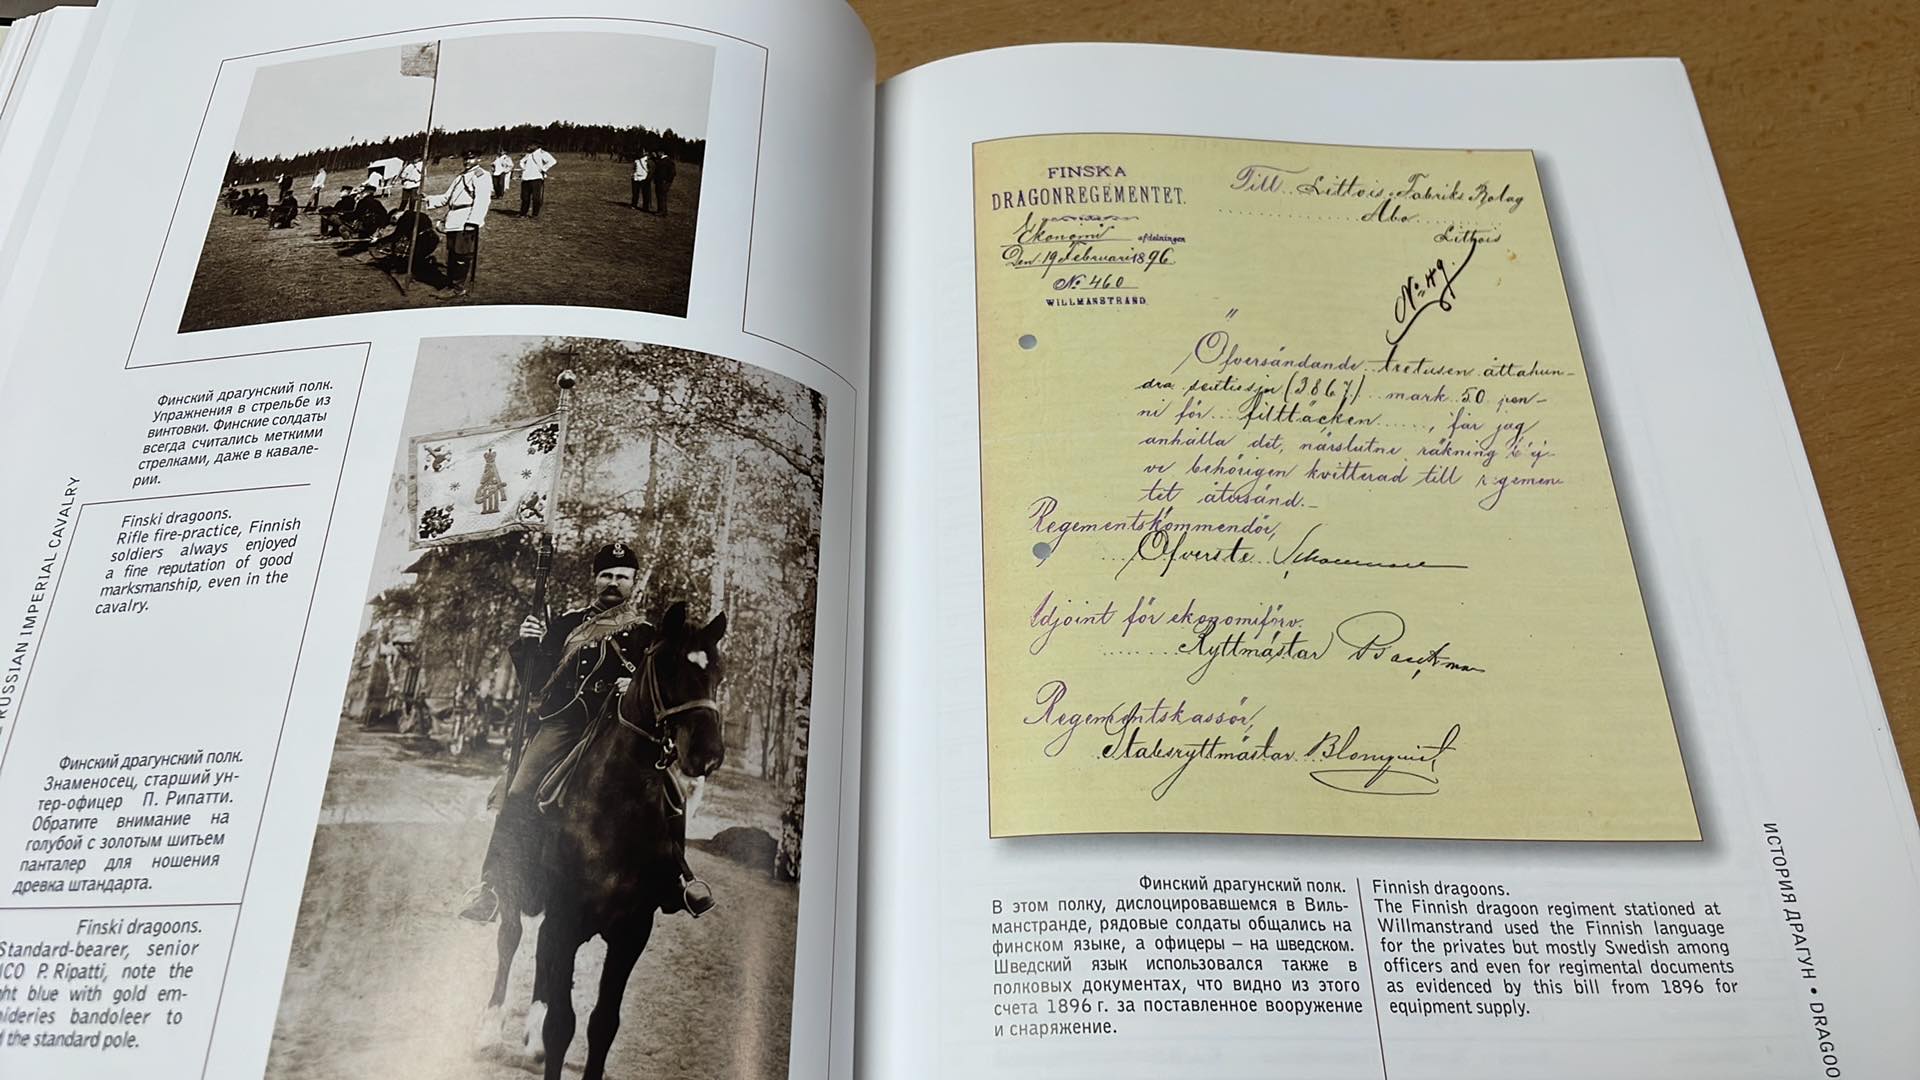 Финский драгунский полк.
Упражнения в стрельбе из
винтовки. Финские солдаты
всегда считались меткими
стрелками, даже в кавале-
рии.
Finski dragoons.
Rifle fire-practice, Finnish
soldiers always enjoyed
a fine reputation of good
marksmanship, even in the
cavalry.
RUSSIAN IMPERIAL CAVALRY
Финский драгунский полк.
Знаменосец, старший ун-
тер-офицер П. Рипатти.
Обратите внимание на
голубой с золотым шитьем
панталер для ношения
древка штандарта.
Finski dragoons.
Standard-bearer, senior
NCO P. Ripatti, note the
ht blue with gold em-
oideries bandoleer to
the standard pole.
FINSKA
DRAGONREGEMENTET.
Ekonomi afdelningen
Den 19 Februari 1896.
No 460
WILLMANSTRAND.
Till Littois Fabriks Bolag
Åbo
Littois
No 49.
Öfversändande tretusen åttahun-
dra sextiosju (3867) mark 50 pen-
ni för filttäcken, får jag
anhålla det, närslutne räkning
ve behörigen kvitterad till regemen-
tet återsänd.
Regementskommendör,
Öfverste
Adjoint för ekonomiförv.
Ryttmästar
Regementskassör,
Stabsryttmästar Blomqvist
Финский драгунский полк.
В этом полку, дислоцировавшемся в Виль-
манстранде, рядовые солдаты общались на
финском языке, а офицеры – на шведском.
Шведский язык использовался также в
полковых документах, что видно из этого
счета 1896 г. за поставленное вооружение
и снаряжение.
Finnish dragoons.
The Finnish dragoon regiment stationed at
Willmanstrand used the Finnish language
for the privates but mostly Swedish among
officers and even for regimental documents
as evidenced by this bill from 1896 for
equipment supply.
ИСТОРИЯ ДРАГУН • DRAGOO